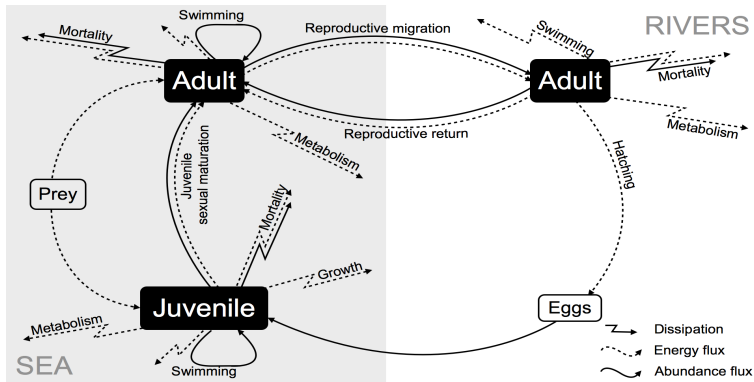 Swimming
Mortality
Adult
Reproductive migration
Swimming
RIVERS
Adult
Mortality
Metabolism
Reproductive return
Metabolism
Hatching
Juvenile
sexual maturation
Prey
Mortality
Growth
Juvenile
Metabolism
Swimming
SEA
Eggs
Dissipation
Energy flux
Abundance flux